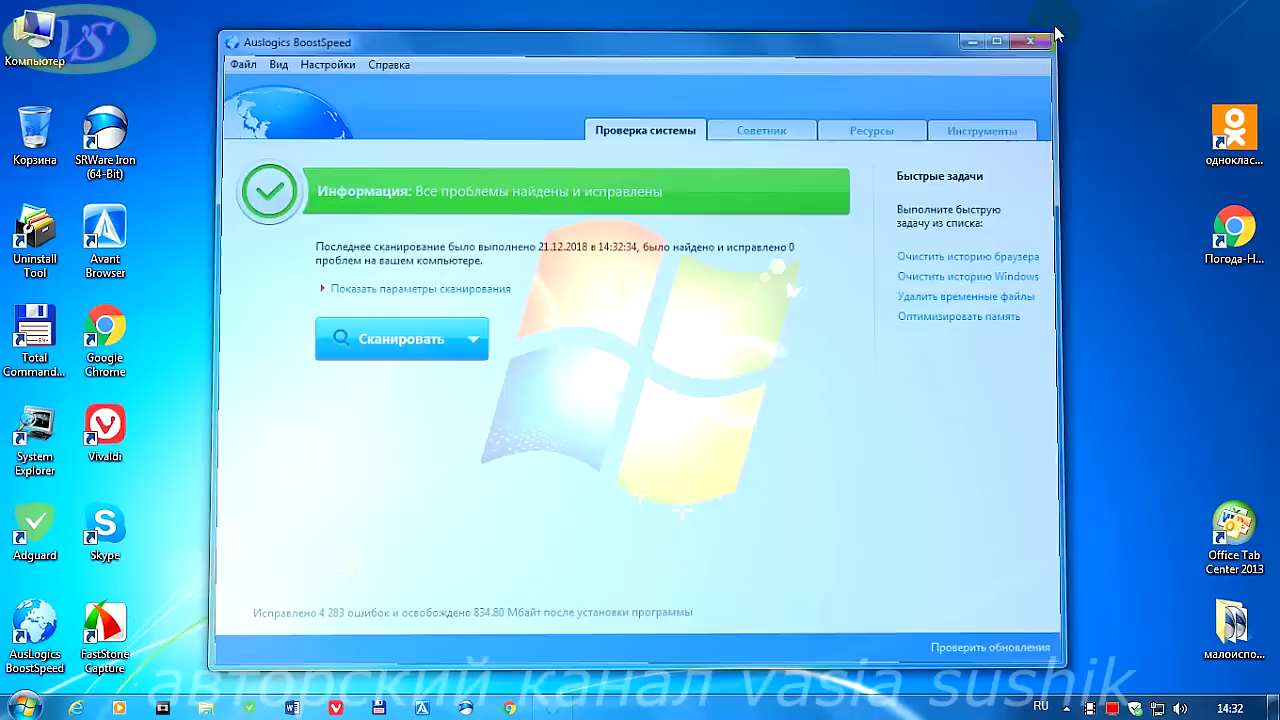 VS
Компьютер
Корзина
SRWare Iron
(64-Bit)
Uninstall
Tool
Avant
Browser
Total
Command...
Google
Chrome
System
Explorer
Vivaldi
Adguard
Skype
AusLogics
BoostSpeed
FastStone
Capture
Auslogics BoostSpeed
Файл Вид Настройки Справка
Проверка системы Советник Ресурсы Инструменты
Информация: Все проблемы найдены и исправлены
Последнее сканирование было выполнено 21.12.2018 в 14:32:34, было найдено и исправлено 0
проблем на вашем компьютере.
Показать параметры сканирования
Сканировать
Быстрые задачи
Выполните быструю
задачу из списка:
Очистить историю браузера
Очистить историю Windows
Удалить временные файлы
Оптимизировать память
Исправлено 4 283 ошибок и освобождено 834.80 Мбайт после установки программы
Проверить обновления
одноклас...
Погода-Н...
Office Tab
Center 2013
малоиспо...
авторский канал vasia sushik
RU
14:32